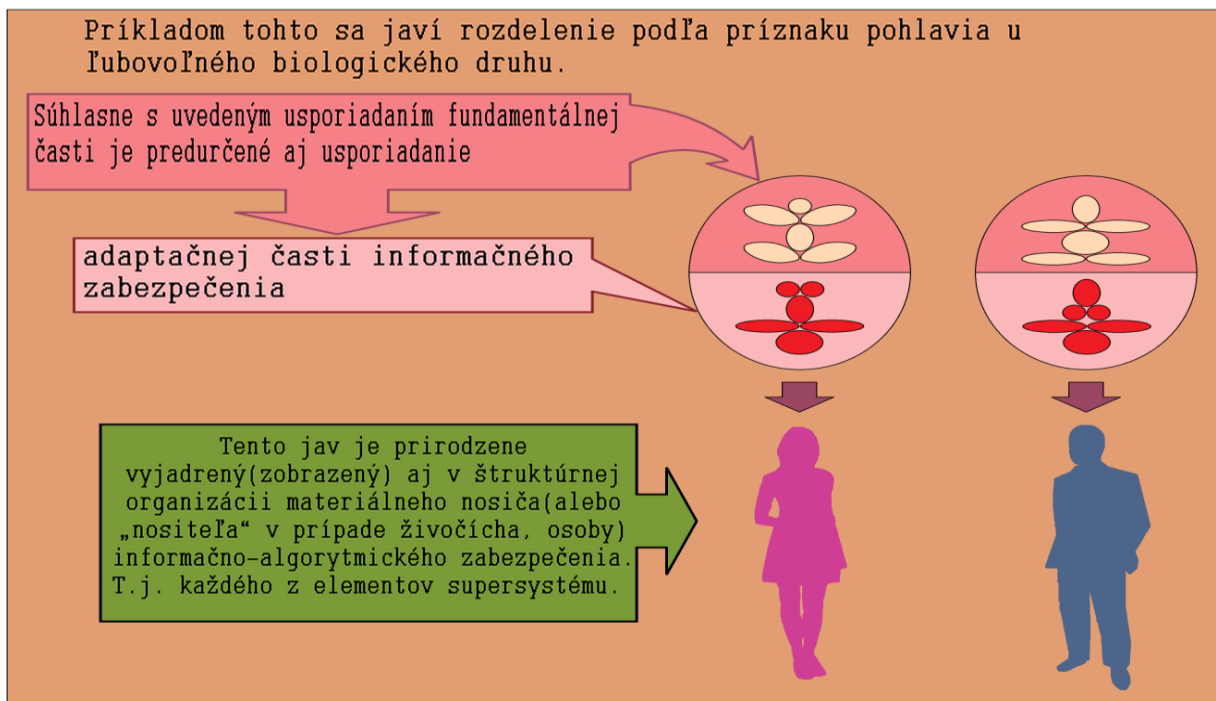 Príkladom tohto sa javí rozdelenie podľa príznaku pohlavia u
ľubovoľného biologického druhu.
Súhlasne s uvedeným usporiadaním fundamentálnej
časti je predurčené aj usporiadanie
adaptačnej časti informačného
zabezpečenia
Tento jav je prirodzene
vyjadrený(zobrazený) aj v štruktúrnej
organizácii materiálneho nosiča(alebo
„nositeľa“ v prípade živočícha, osoby)
informačno-algorytmického zabezpečenia.
T.j. každého z elementov supersystému.